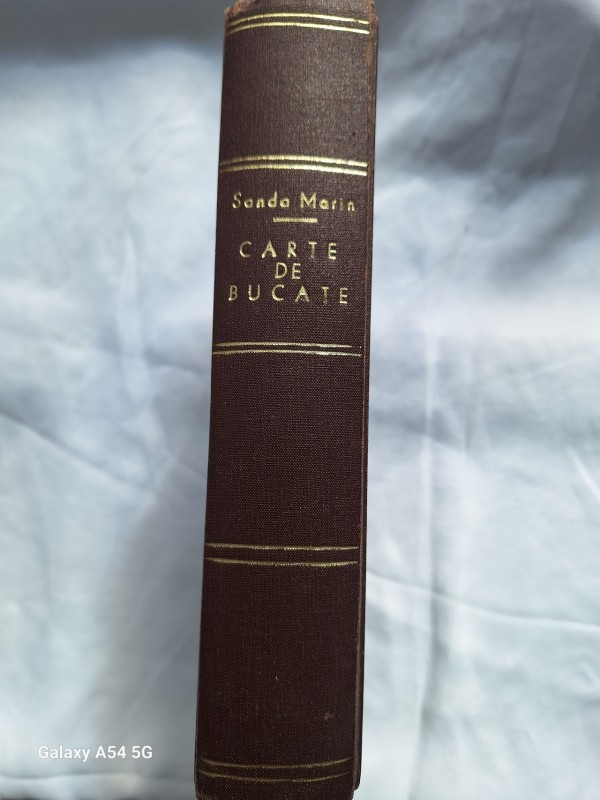 Sanda Marin
CARTE
DE
BUCATE
Galaxy A54 5G